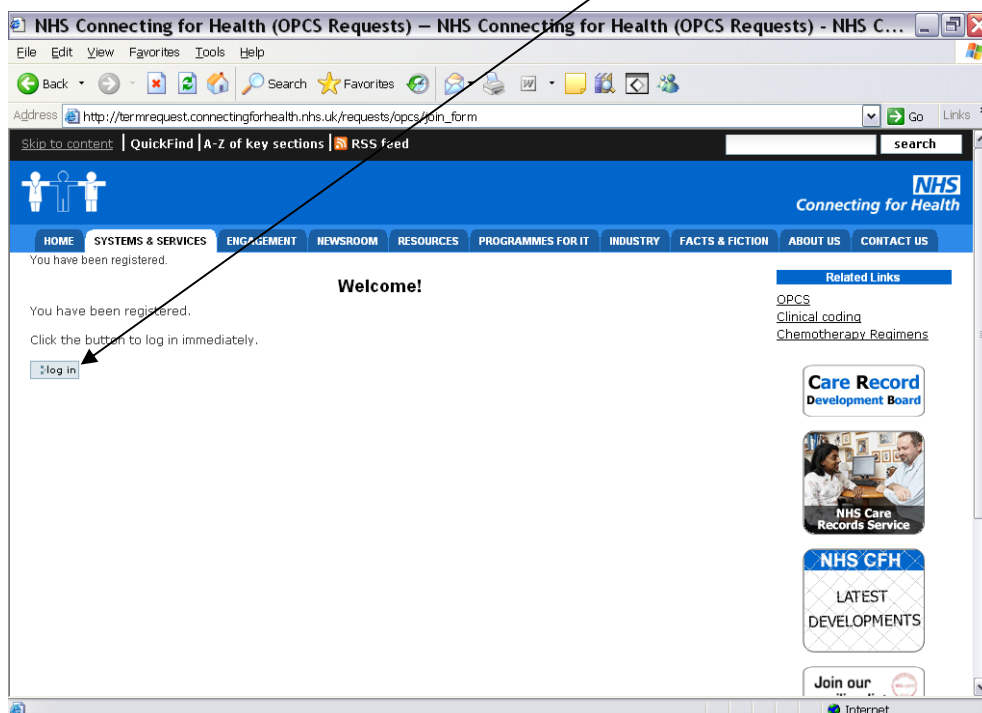 NHS Connecting for Health (OPCS Requests) — NHS Connecting for Health (OPCS Requests) - NHS C...
File Edit View Favorites Tools Help
Back Search Favorites
Address http://termrequest.connectingforhealth.nhs.uk/requests/opcs/join_form Go Links
Skip to content | QuickFind | A-Z of key sections | RSS feed search
NHS
Connecting for Health
HOME SYSTEMS & SERVICES ENGAGEMENT NEWSROOM RESOURCES PROGRAMMES FOR IT INDUSTRY FACTS & FICTION ABOUT US CONTACT US
You have been registered.
Welcome!
You have been registered.
Click the button to log in immediately.
log in
Related Links
OPCS
Clinical coding
Chemotherapy Regimens
Care Record
Development Board
NHS Care
Records Service
NHS CFH
LATEST
DEVELOPMENTS
Join our
Internet